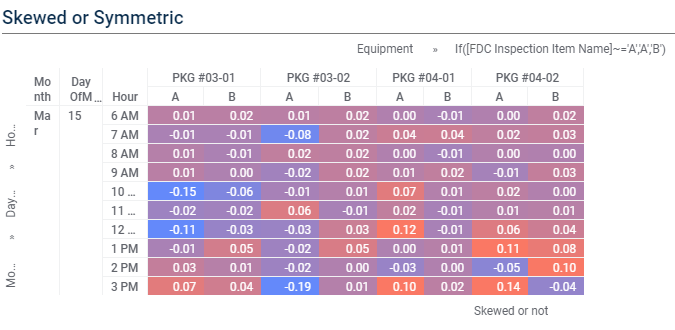 Skewed or Symmetric
Equipment » If([FDC Inspection Item Name]~='A','A','B')
PKG #03-01 PKG #03-02 PKG #04-01 PKG #04-02
Mo
nth
Day
OfM ...
Hour A B A B A B A B
Ma
r
15
6 AM 0.01 0.02 0.01 0.02 0.00 -0.01 0.00 0.02
7 AM -0.01 -0.01 -0.08 0.02 0.04 0.04 0.02 0.03
8 AM 0.01 -0.01 0.02 0.02 0.00 -0.01 0.00 0.00
9 AM 0.01 0.00 -0.02 0.02 0.01 0.02 -0.01 0.03
10 ... -0.15 -0.06 -0.01 0.01 0.07 0.01 0.02 0.00
11 ... -0.02 -0.02 0.06 -0.01 0.02 -0.01 0.01 0.01
12 ... -0.11 -0.03 -0.03 0.03 0.12 -0.01 0.06 0.04
1 PM -0.01 0.05 -0.02 0.05 0.00 0.01 0.11 0.08
2 PM 0.03 0.01 -0.02 0.00 -0.03 0.00 -0.05 0.10
3 PM 0.07 0.04 -0.19 0.01 0.10 0.02 0.14 -0.04
Mo... » Day... » Ho...
Skewed or not